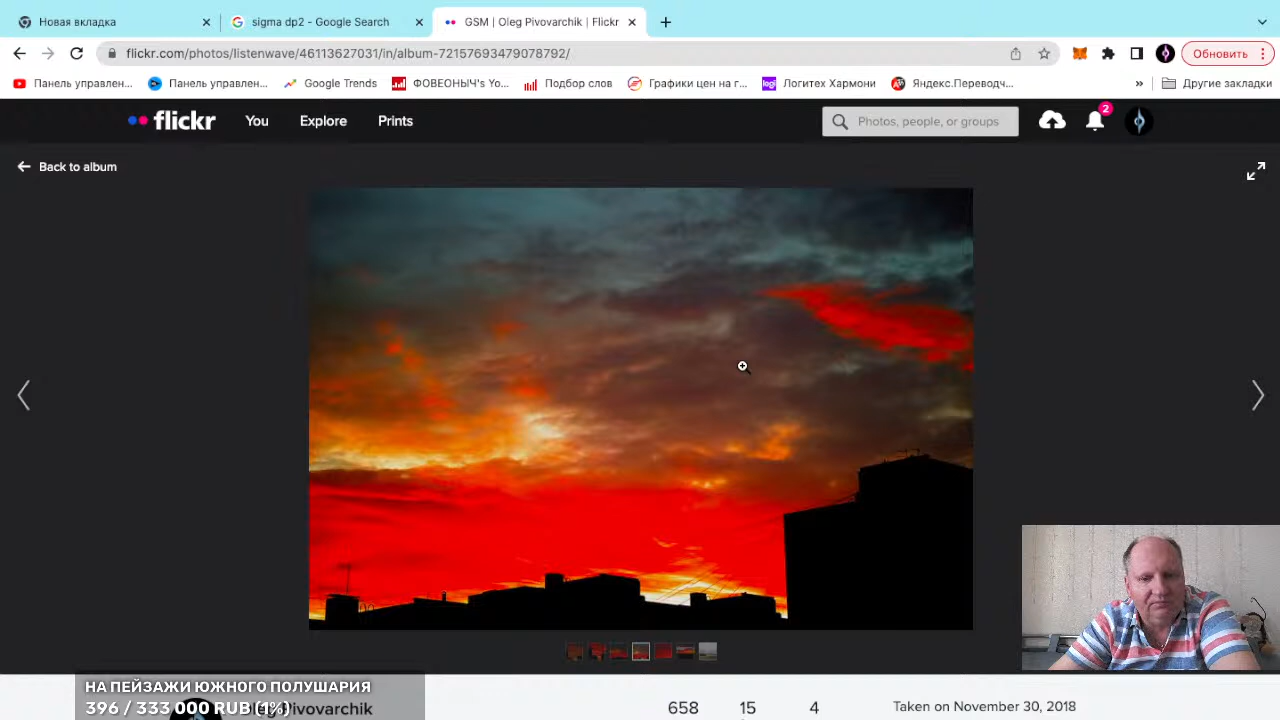 Новая вкладка
sigma dp2 - Google Search
GSM | Oleg Pivovarchik | Flickr
flickr.com/photos/listenwave/46113627031/in/album-72157693479078792/
Обновить
Панель управлен...
Панель управлен...
Google Trends
ФОВЕОНЫЧ's Yo...
Подбор слов
Графики цен на г...
Логитех Хармони
Яндекс.Переводч...
»
Другие закладки
flickr
You
Explore
Prints
Photos, people, or groups
2
Back to album
НА ПЕЙЗАЖИ ЮЖНОГО ПОЛУШАРИЯ
396 / 333 000 RUB (1%)
Pivovarchik
658
15
4
Taken on November 30, 2018